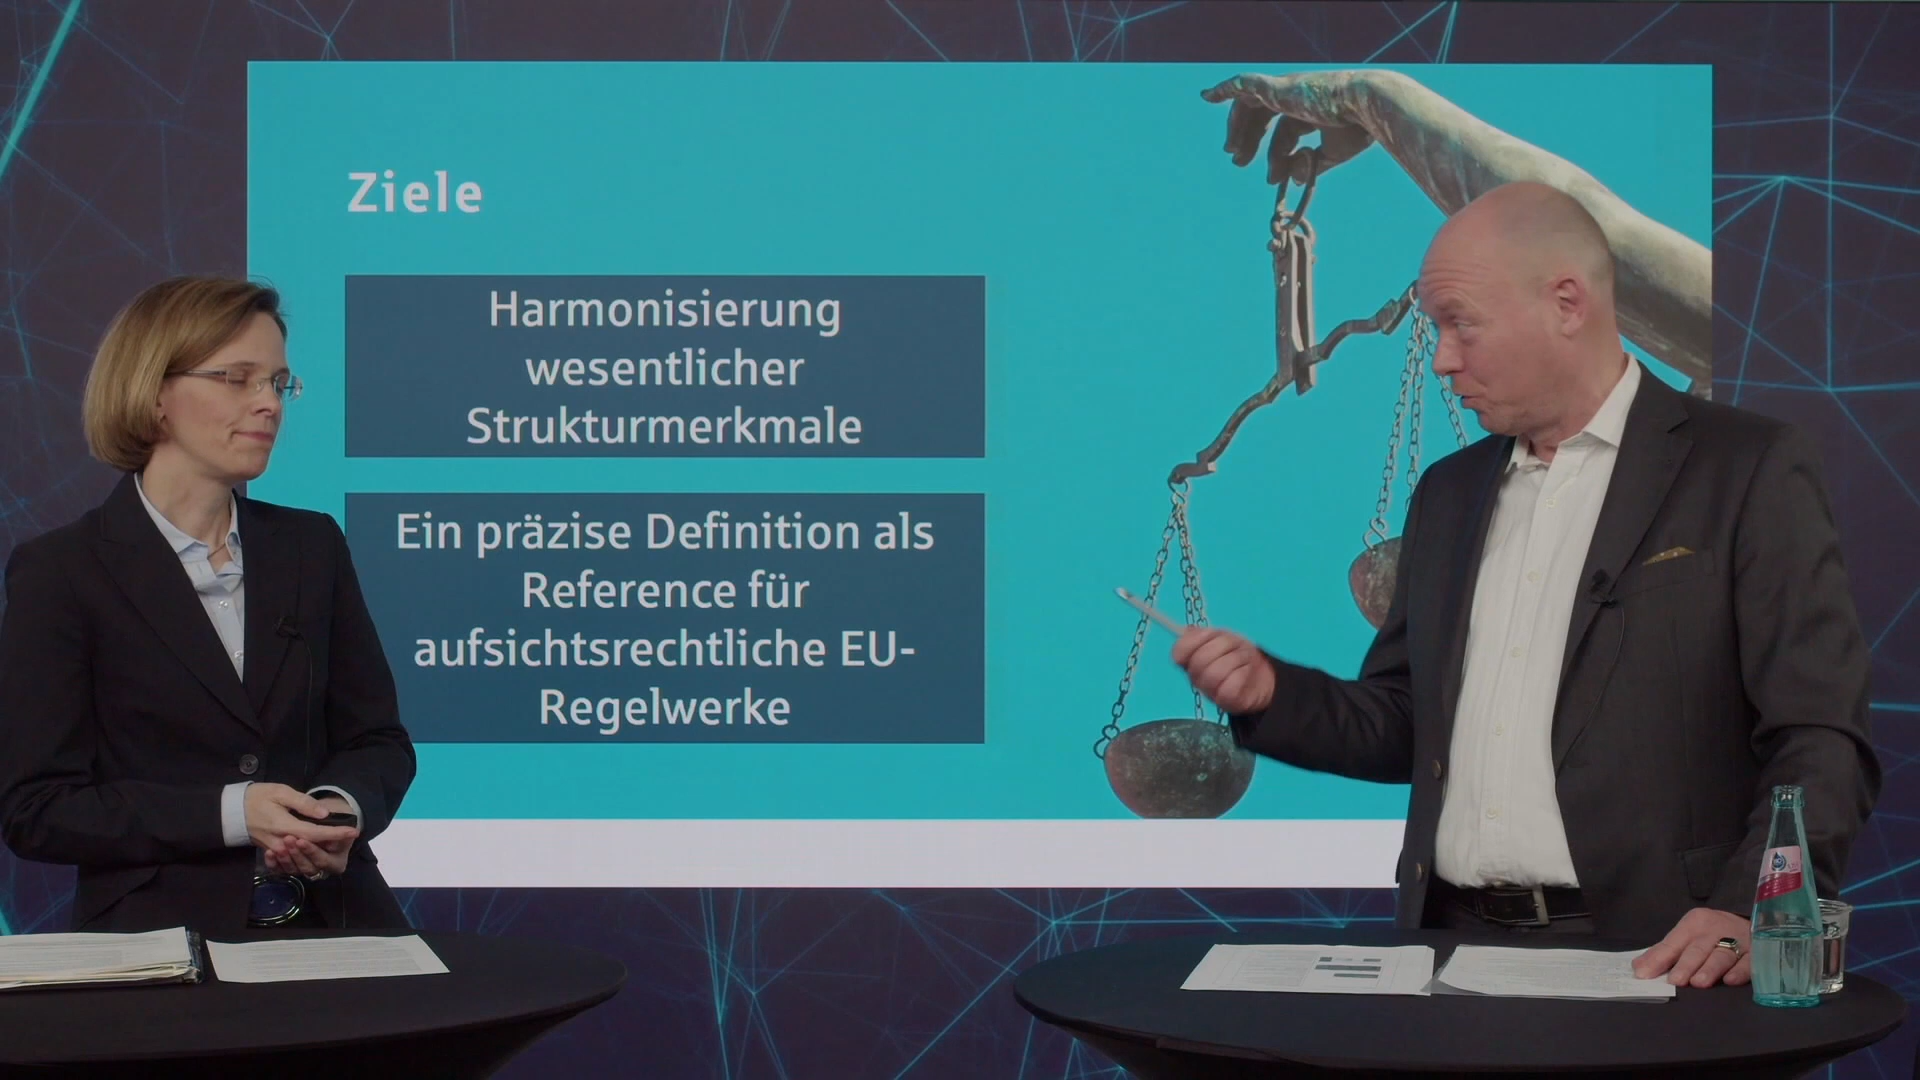 Ziele
Harmonisierung
wesentlicher
Strukturmerkmale
Ein präzise Definition als
Reference für
aufsichtsrechtliche EU-
Regelwerke